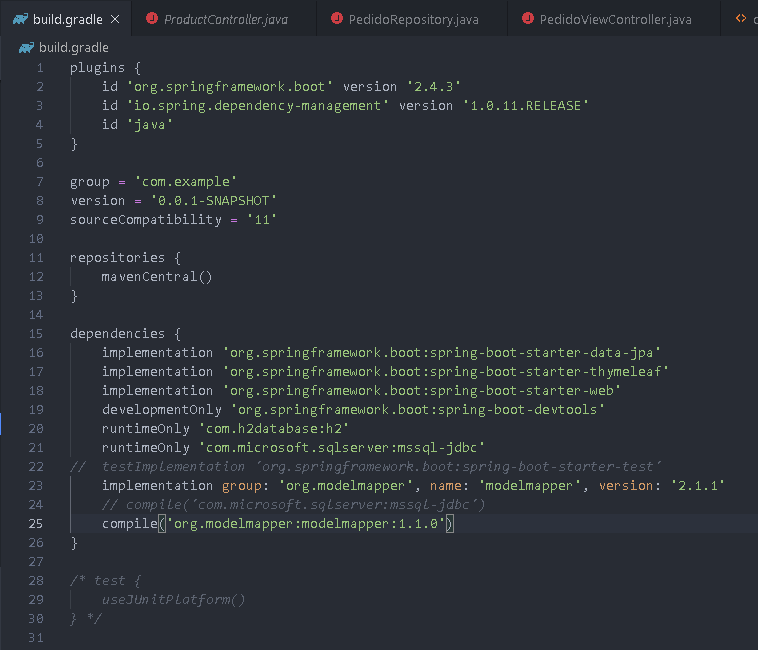 build.gradle × ProductController.java PedidoRepository.java PedidoViewController.java <>
build.gradle
1 plugins {
2 id 'org.springframework.boot' version '2.4.3'
3 id 'io.spring.dependency-management' version '1.0.11.RELEASE'
4 id 'java'
5 }
6
7 group = 'com.example'
8 version = '0.0.1-SNAPSHOT'
9 sourceCompatibility = '11'
10
11 repositories {
12 mavenCentral()
13 }
14
15 dependencies {
16 implementation 'org.springframework.boot:spring-boot-starter-data-jpa'
17 implementation 'org.springframework.boot:spring-boot-starter-thymeleaf'
18 implementation 'org.springframework.boot:spring-boot-starter-web'
19 developmentOnly 'org.springframework.boot:spring-boot-devtools'
20 runtimeOnly 'com.h2database:h2'
21 runtimeOnly 'com.microsoft.sqlserver:mssql-jdbc'
22 // testImplementation 'org.springframework.boot:spring-boot-starter-test'
23 implementation group: 'org.modelmapper', name: 'modelmapper', version: '2.1.1'
24 // compile('com.microsoft.sqlserver:mssql-jdbc')
25 compile('org.modelmapper:modelmapper:1.1.0')
26 }
27
28 /* test {
29 useJUnitPlatform()
30 } */
31